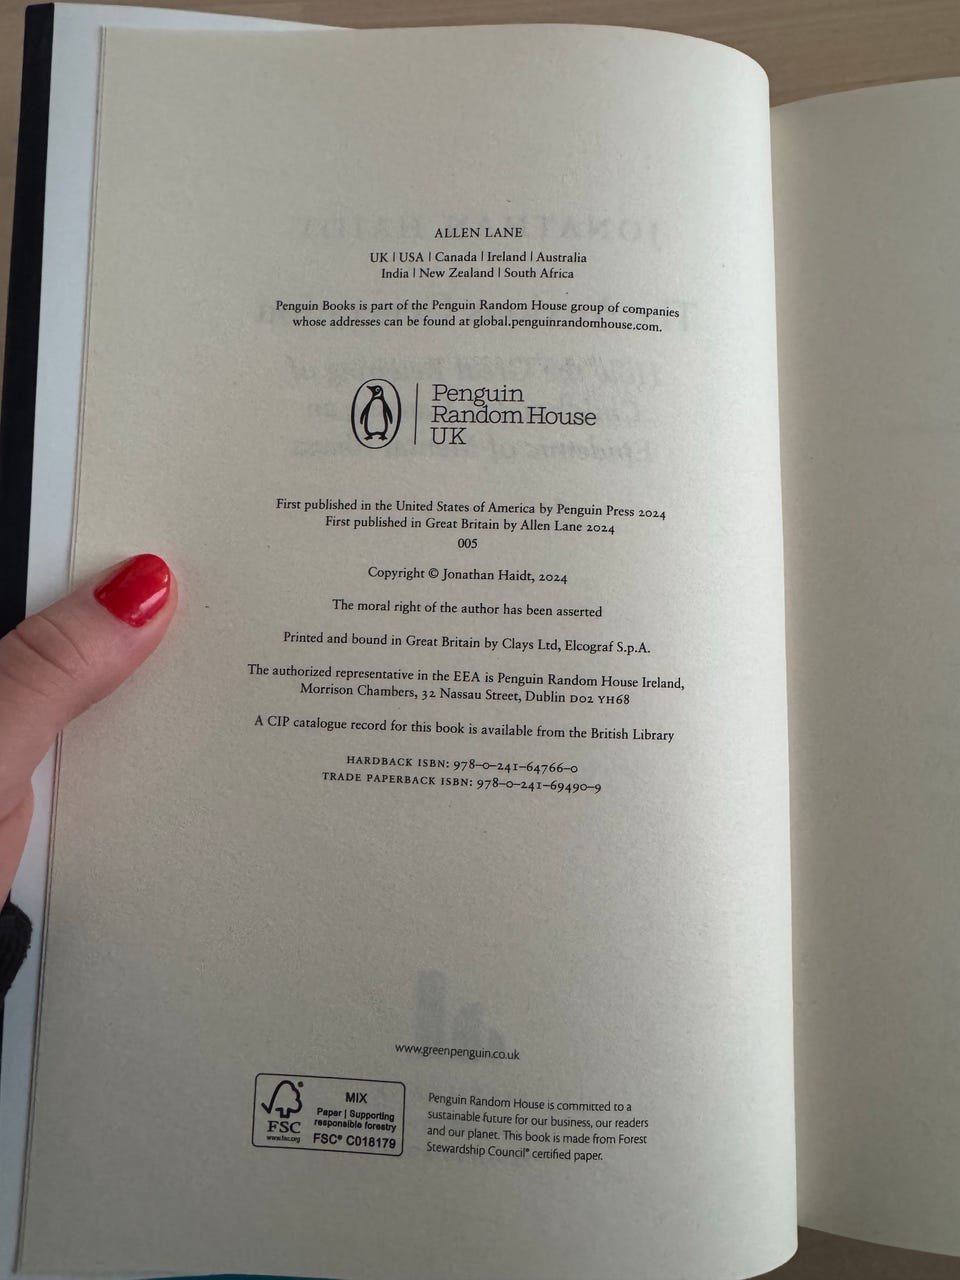 ALLEN LANE
UK | USA | Canada | Ireland | Australia
India | New Zealand | South Africa
Penguin Books is part of the Penguin Random House group of companies
whose addresses can be found at global.penguinrandomhouse.com.
Penguin
Random House
UK
First published in the United States of America by Penguin Press 2024
First published in Great Britain by Allen Lane 2024
005
Copyright © Jonathan Haidt, 2024
The moral right of the author has been asserted
Printed and bound in Great Britain by Clays Ltd, Elcograf S.p.A.
The authorized representative in the EEA is Penguin Random House Ireland,
Morrison Chambers, 32 Nassau Street, Dublin D02 YH68
A CIP catalogue record for this book is available from the British Library
HARDBACK ISBN: 978–0–241–64766–0
TRADE PAPERBACK ISBN: 978–0–241–69490–9
www.greenpenguin.co.uk
FSC
www.fsc.org
MIX
Paper | Supporting
responsible forestry
FSC® C018179
Penguin Random House is committed to a
sustainable future for our business, our readers
and our planet. This book is made from Forest
Stewardship Council® certified paper.